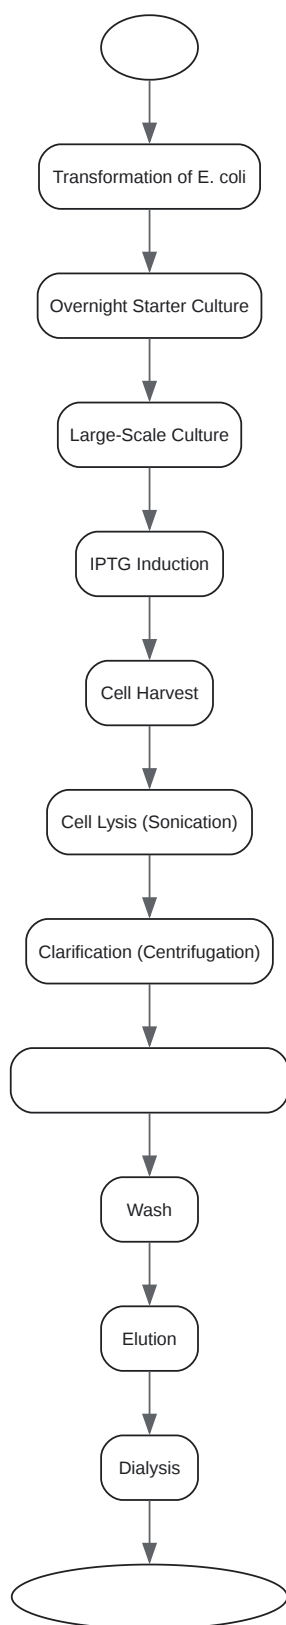 Transformation of E. coli
Overnight Starter Culture
Large-Scale Culture
IPTG Induction
Cell Harvest
Cell Lysis (Sonication)
Clarification (Centrifugation)
Wash
Elution
Dialysis